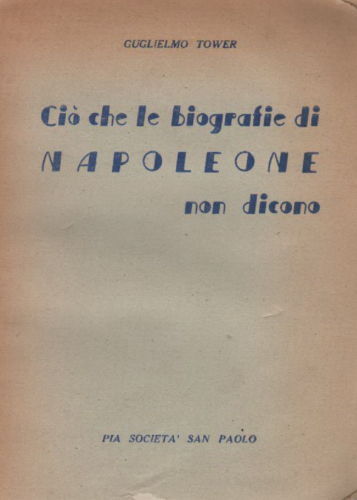 GUGLIELMO TOWER
Ciò che le biografie di
NAPOLEONE
non dicono
PIA SOCIETA' SAN PAOLO